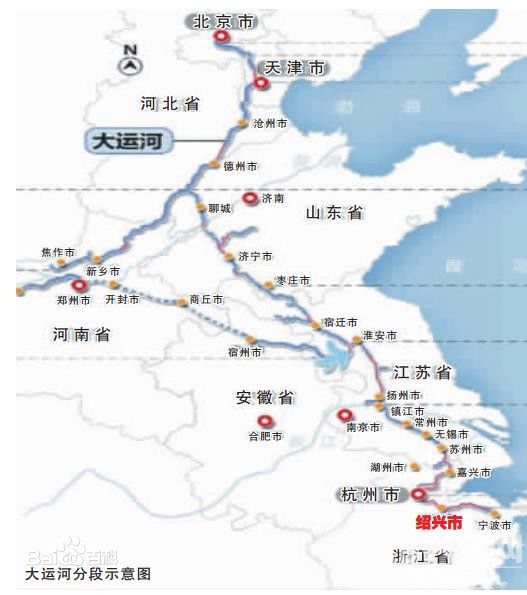 北京市
N
天津市
河北省
渤海
沧州市
大运河
德州市
黄河
聊城
济南
山东省
焦作市
新乡市
济宁市
郑州市
开封市
商丘市
枣庄市
河南省
宿州市
宿迁市
淮安市
安徽省
江苏省
扬州市
镇江市
合肥市
南京市
常州市
长江
无锡市
湖州市
苏州市
嘉兴市
杭州市
绍兴市
宁波市
浙江省
Bai百科
大运河分段示意图